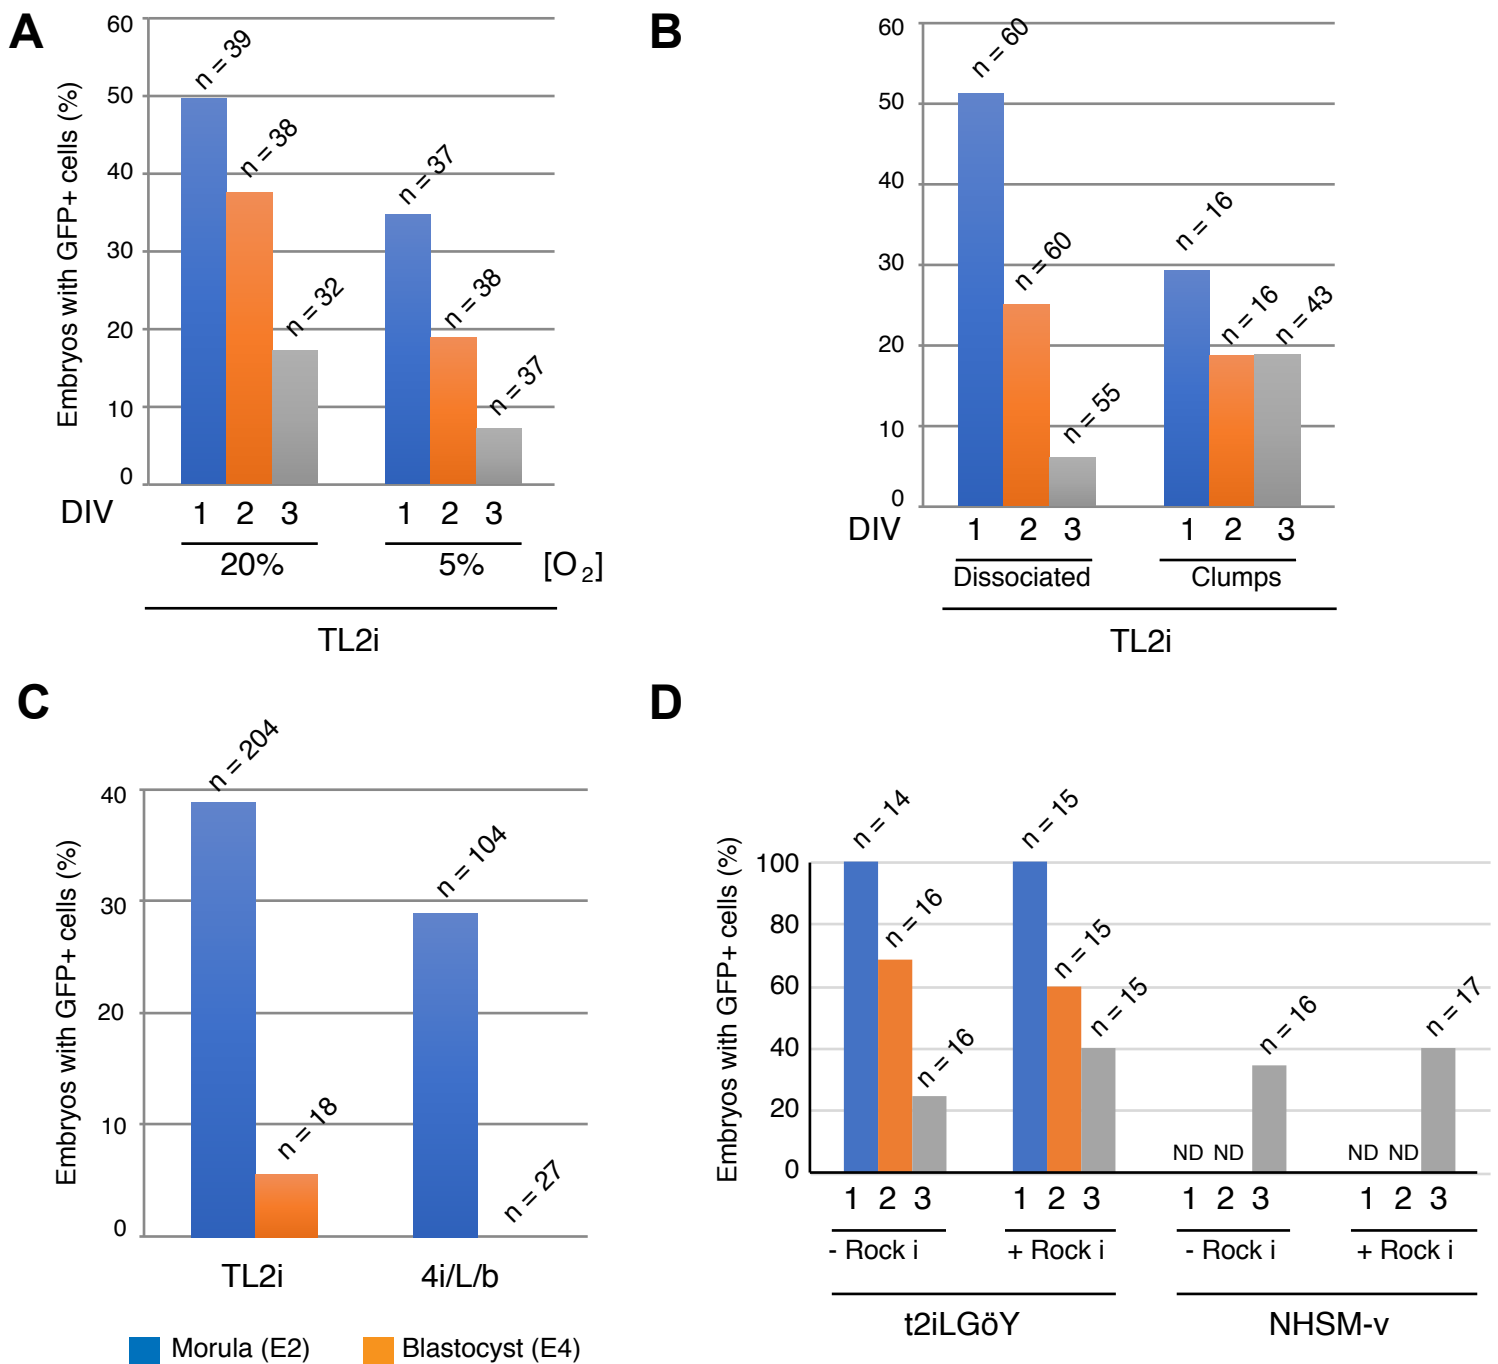 A
Embryos with GFP+ cells (%)
60
50
40
30
20
10
0
n = 39
n = 38
n = 32
n = 37
n = 38
n = 37
DIV 1 2 3 1 2 3
20% 5% [O2]
TL2i
B
60
50
40
30
20
10
0
n = 60
n = 60
n = 55
n = 16
n = 16
n = 43
DIV 1 2 3 1 2 3
Dissociated Clumps
TL2i
C
Embryos with GFP+ cells (%)
40
30
20
10
0
n = 204
n = 18
n = 104
n = 27
TL2i 4i/L/b
Morula (E2) Blastocyst (E4)
D
Embryos with GFP+ cells (%)
100
80
60
40
20
0
n = 14
n = 16
n = 16
n = 15
n = 15
n = 15
n = 16
n = 17
ND ND ND ND
1 2 3 1 2 3 1 2 3 1 2 3
- Rock i + Rock i - Rock i + Rock i
t2iLGöY NHSM-v